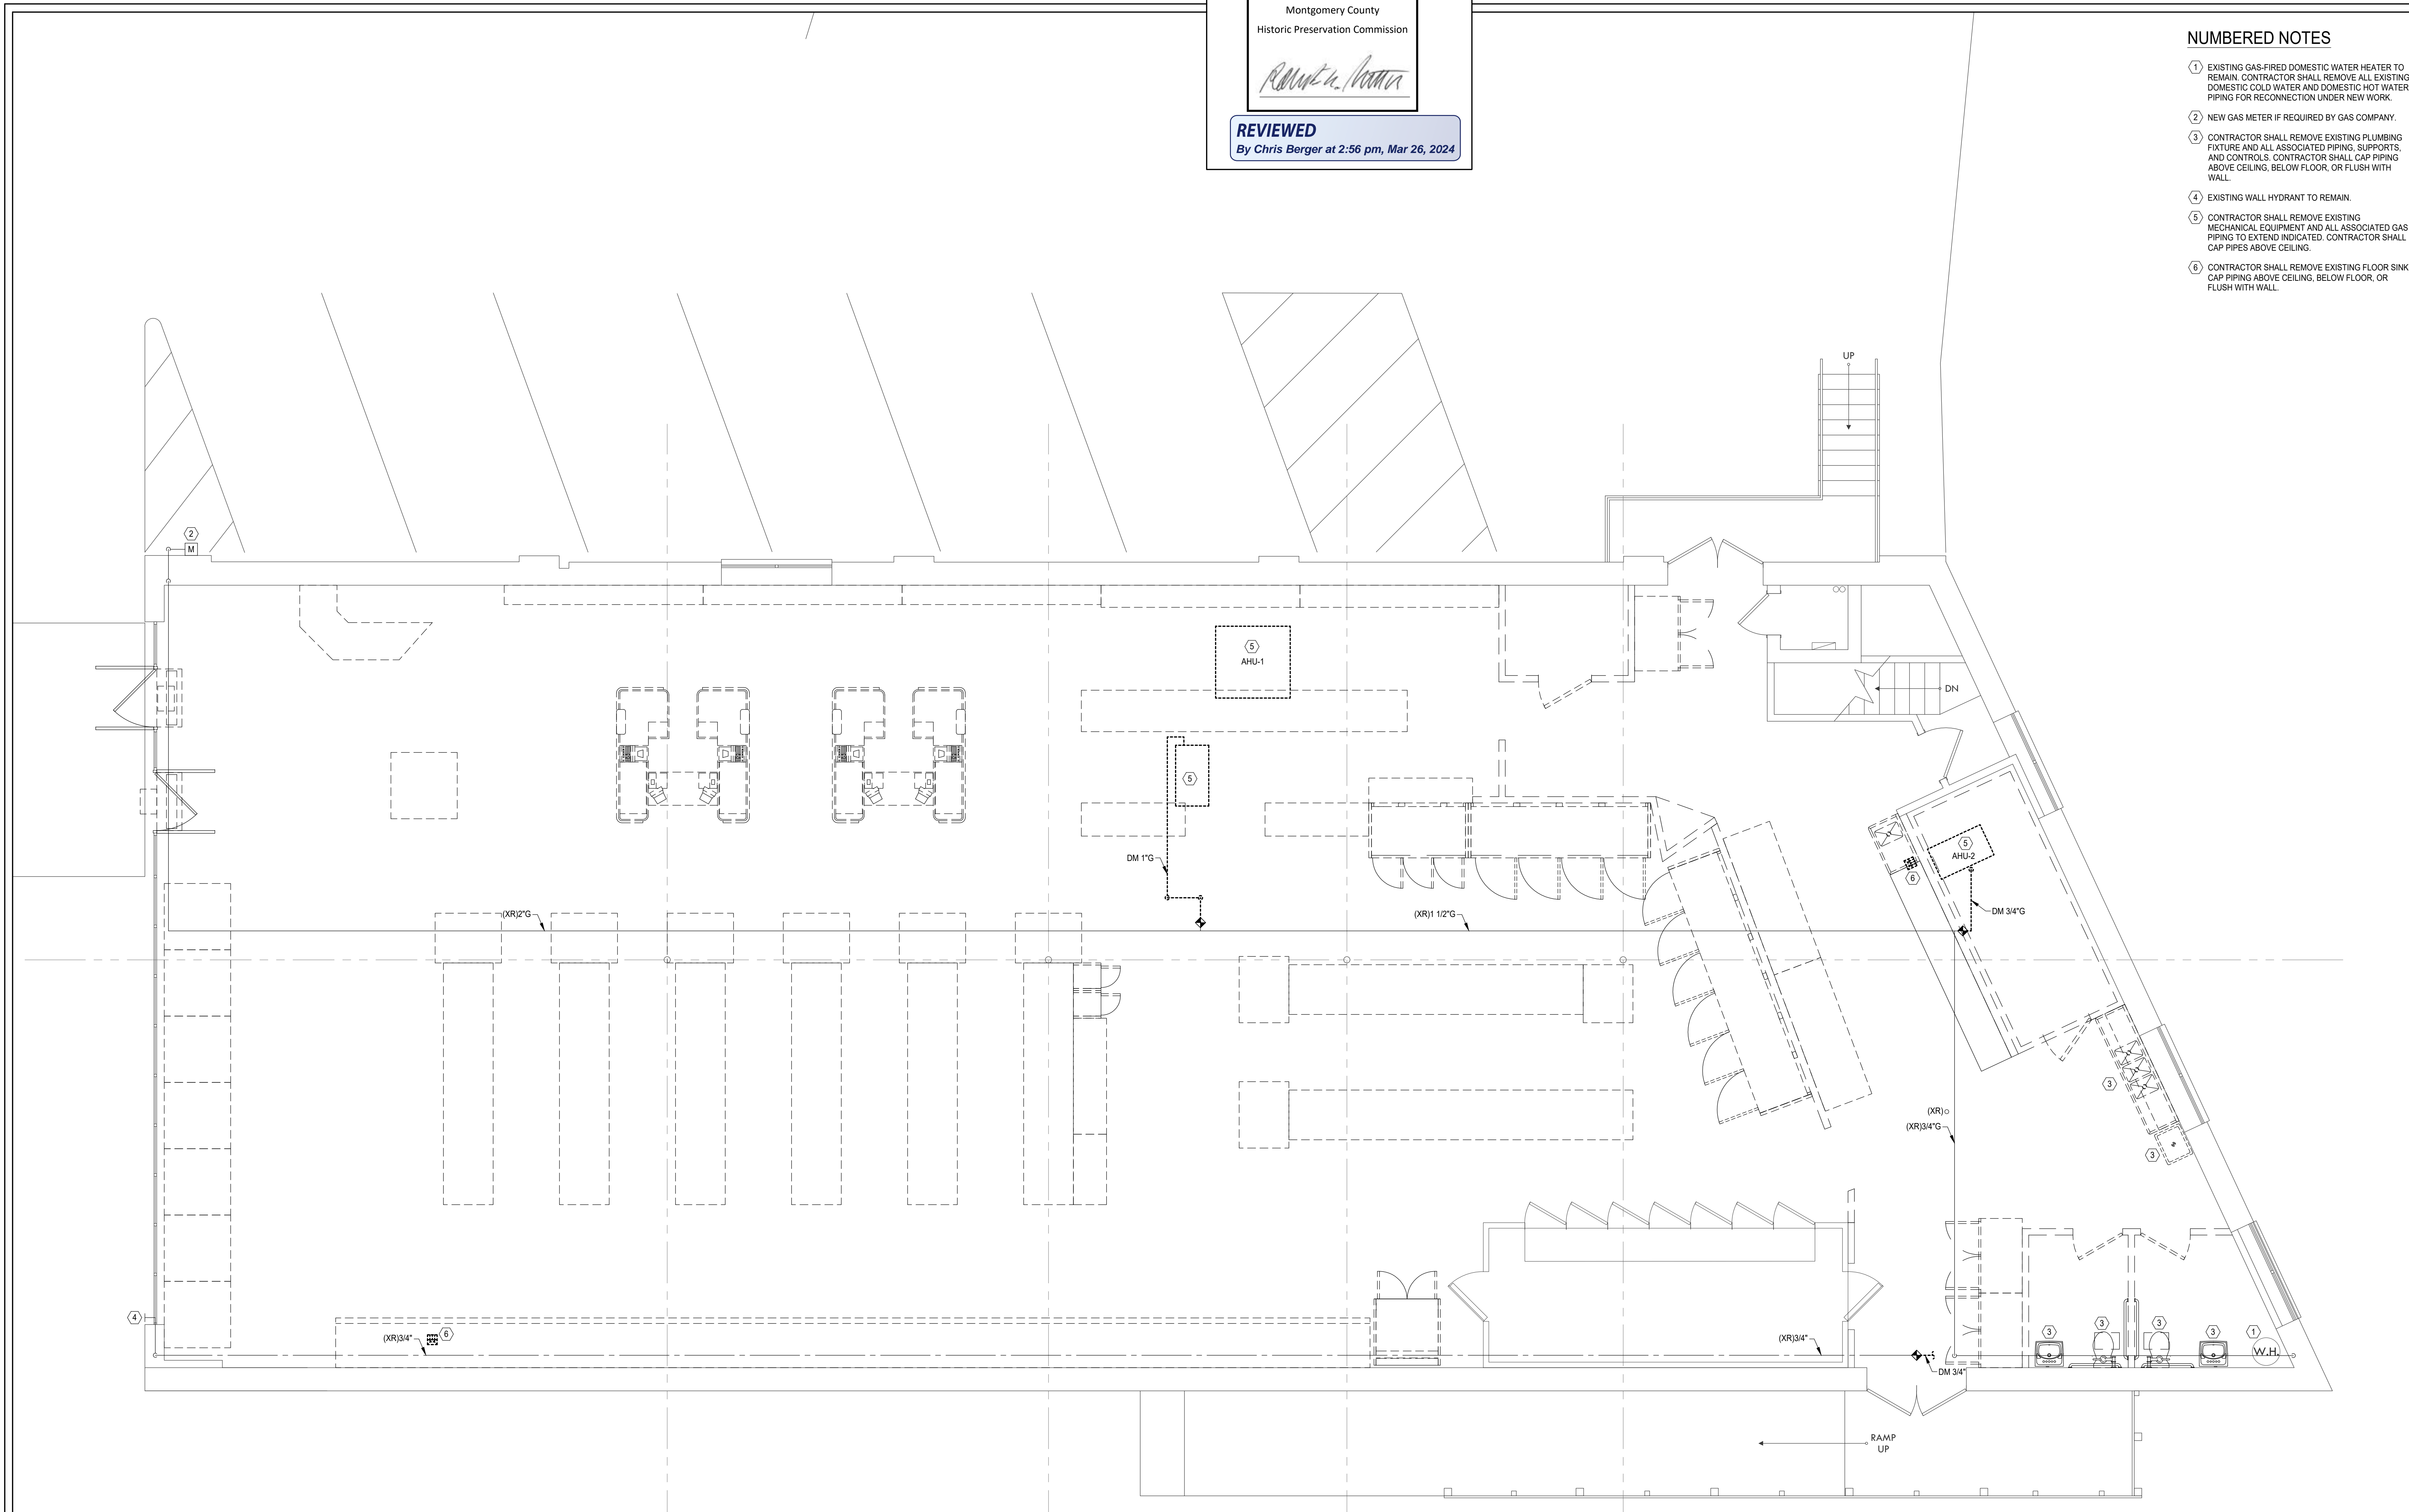 Montgomery County
Historic Preservation Commission
REVIEWED
By Chris Berger at 2:56 pm, Mar 26, 2024
NUMBERED NOTES
1 EXISTING GAS-FIRED DOMESTIC WATER HEATER TO
REMAIN. CONTRACTOR SHALL REMOVE ALL EXISTING
DOMESTIC COLD WATER AND DOMESTIC HOT WATER
PIPING FOR RECONNECTION UNDER NEW WORK.
2 NEW GAS METER IF REQUIRED BY GAS COMPANY.
3 CONTRACTOR SHALL REMOVE EXISTING PLUMBING
FIXTURE AND ALL ASSOCIATED PIPING, SUPPORTS,
AND CONTROLS. CONTRACTOR SHALL CAP PIPING
ABOVE CEILING, BELOW FLOOR, OR FLUSH WITH
WALL.
4 EXISTING WALL HYDRANT TO REMAIN.
5 CONTRACTOR SHALL REMOVE EXISTING
MECHANICAL EQUIPMENT AND ALL ASSOCIATED GAS
PIPING TO EXTEND INDICATED. CONTRACTOR SHALL
CAP PIPES ABOVE CEILING.
6 CONTRACTOR SHALL REMOVE EXISTING FLOOR SINK
CAP PIPING ABOVE CEILING, BELOW FLOOR, OR
FLUSH WITH WALL.
UP
2
M
5
AHU-1
DN
5
5
AHU-2
DM 1"G
6
DM 3/4"G
(XR)2"G
(XR)1 1/2"G
3
(XR)
(XR)3/4"G
3
4
6
(XR)3/4"
(XR)3/4"
3
3
3
3
1
W.H.
DM 3/4"
RAMP
UP